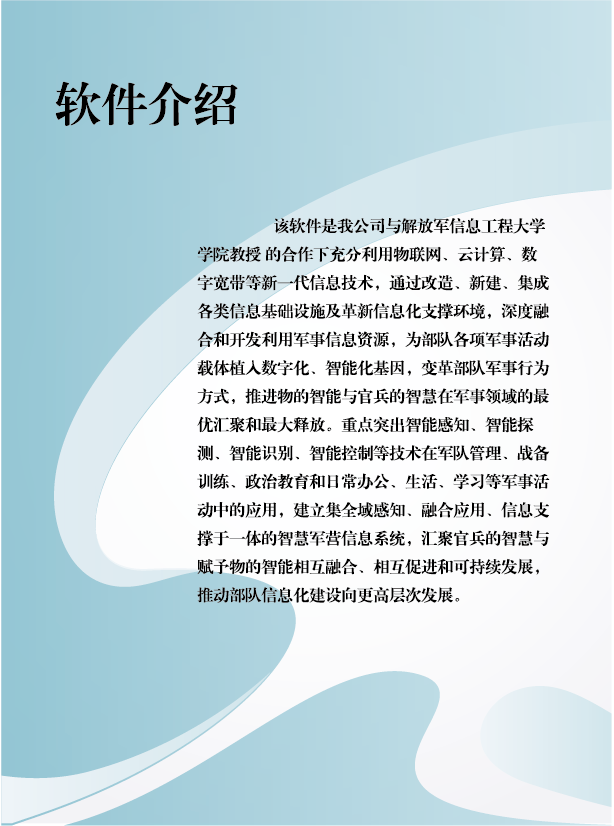 软件介绍
该软件是我公司与解放军信息工程大学
学院教授 的合作下充分利用物联网、云计算、数
字宽带等新一代信息技术，通过改造、新建、集成
各类信息基础设施及革新信息化支撑环境，深度融
合和开发利用军事信息资源，为部队各项军事活动
载体植入数字化、智能化基因，变革部队军事行为
方式，推进物的智能与官兵的智慧在军事领域的最
优汇聚和最大释放。重点突出智能感知、智能探
测、智能识别、智能控制等技术在军队管理、战备
训练、政治教育和日常办公、生活、学习等军事活
动中的应用，建立集全域感知、融合应用、信息支
撑于一体的智慧军营信息系统，汇聚官兵的智慧与
赋予物的智能相互融合、相互促进和可持续发展，
推动部队信息化建设向更高层次发展。